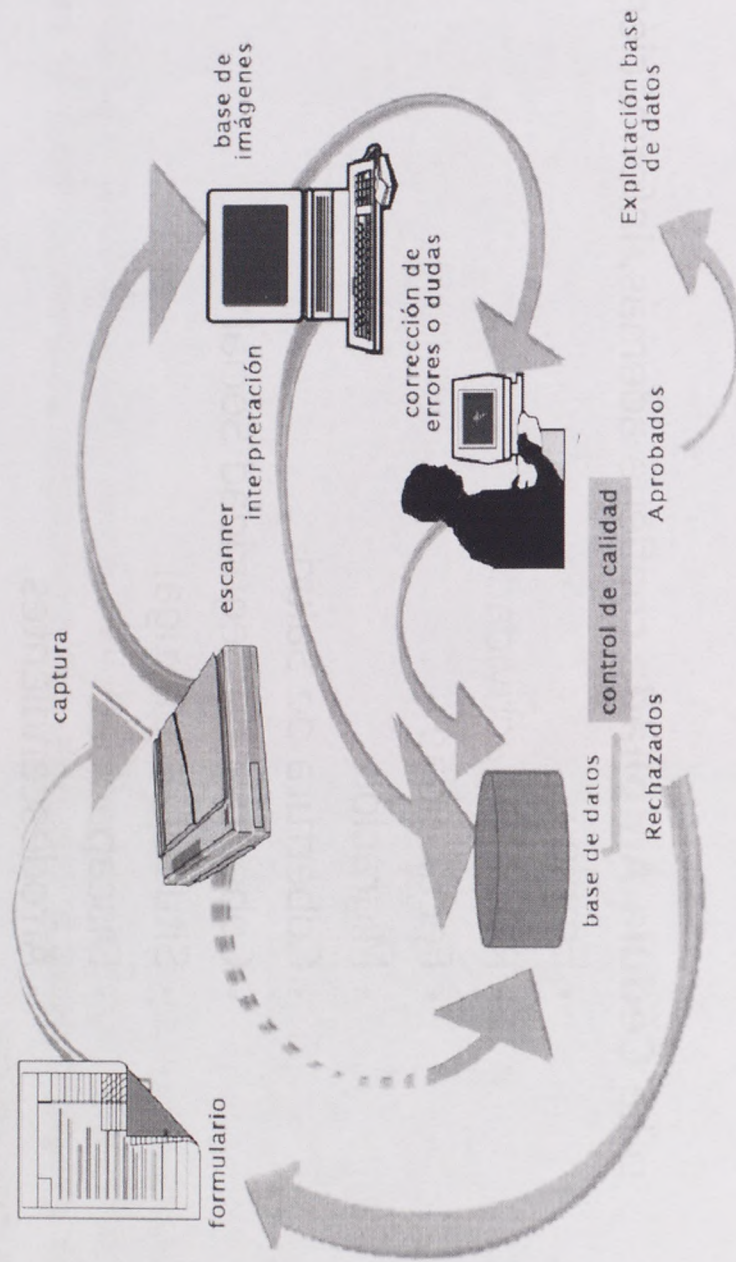 captura
formulario
escanner
interpretación
base de
imágenes
corrección de
errores o dudas
base de datos
control de calidad
Rechazados
Aprobados
Explotación base
de datos